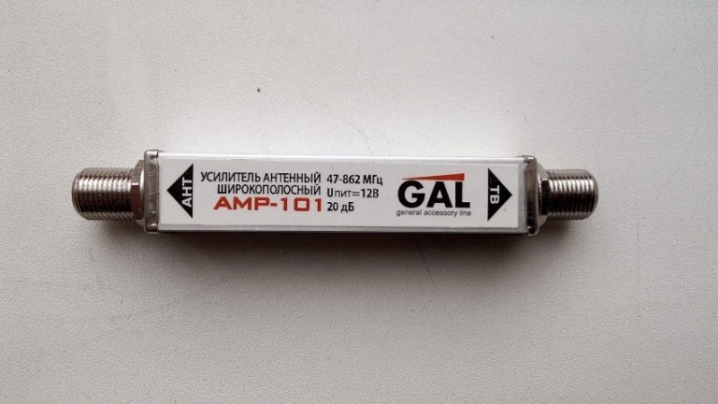 АНТ
УСИЛИТЕЛЬ АНТЕННЫЙ
ШИРОКОПОЛОСНЫЙ
AMP-101
47-862 МГц
Uпит=12В
20 дБ
GAL
general accessory line
ТВ